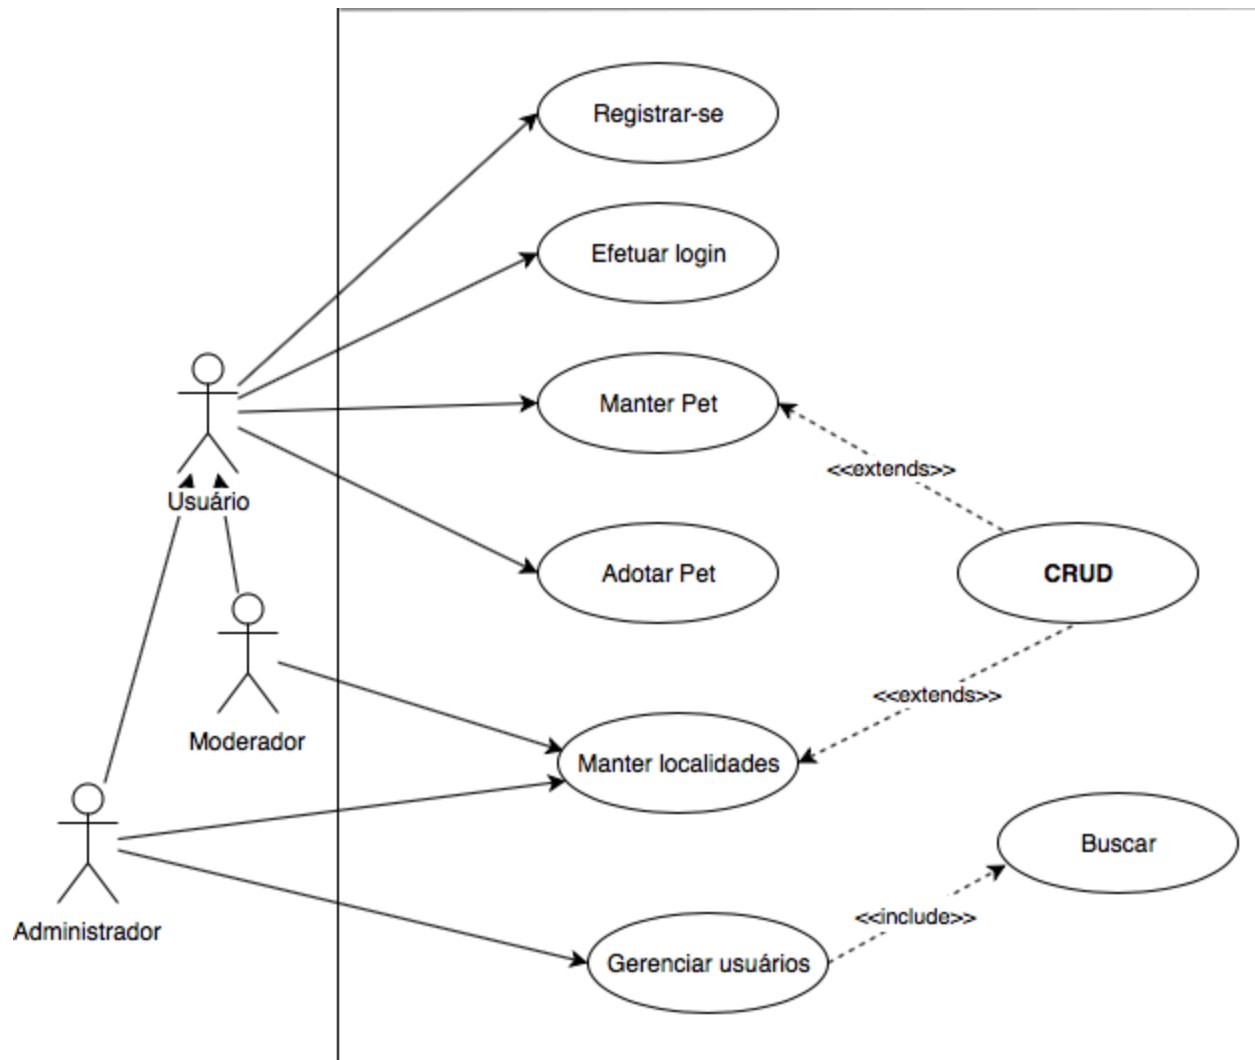 Registrar-se
Efetuar login
Manter Pet
<<extends>>
Usuário
Adotar Pet
CRUD
<<extends>>
Moderador
Manter localidades
Buscar
<<include>>
Administrador
Gerenciar usuários